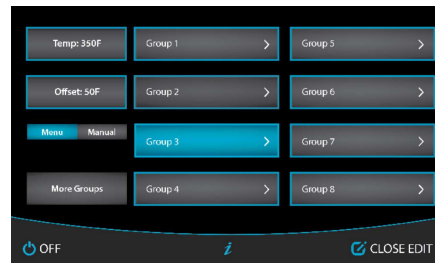 Temp: 350F
Group 1
Group 5
Offset: 50F
Group 2
Group 6
Menu
Manual
Group 3
Group 7
More Groups
Group 4
Group 8
OFF
i
CLOSE EDIT